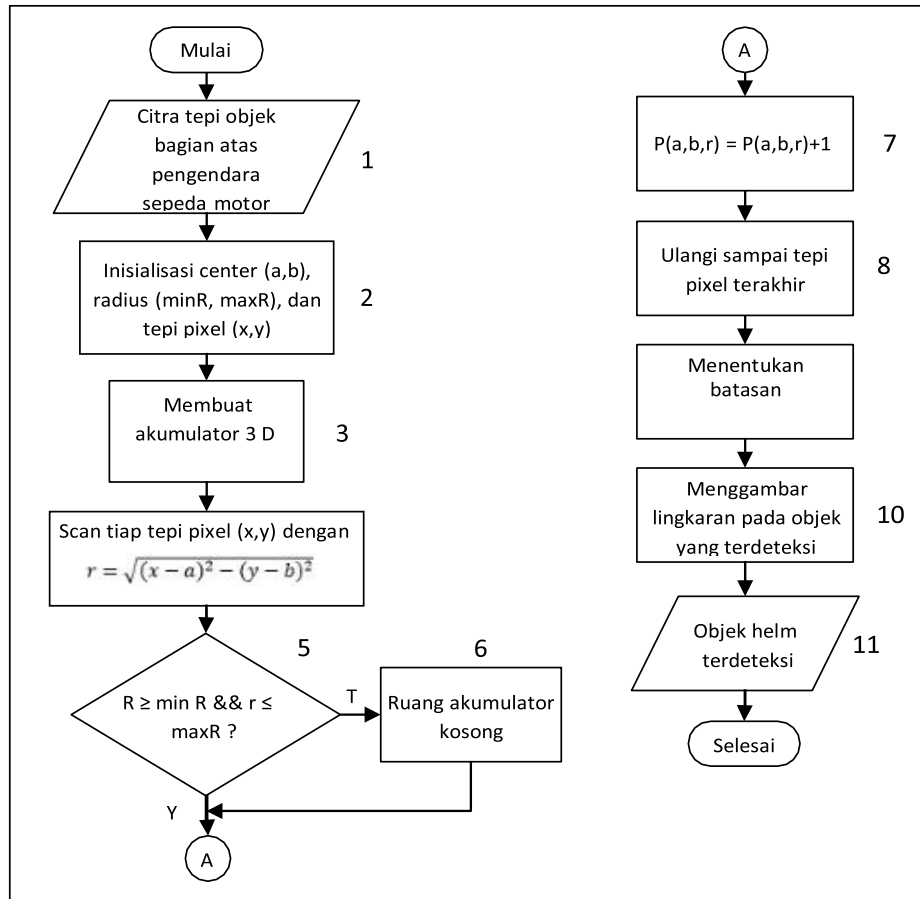 Mulai
Citra tepi objek
bagian atas
pengendara
sepeda motor
1
Inisialisasi center (a,b),
radius (minR, maxR), dan
tepi pixel (x,y)
2
Membuat
akumulator 3 D
3
Scan tiap tepi pixel (x,y) dengan
r = √(x − a)² − (y − b)²
5
R ≥ min R && r ≤
maxR ?
T
6
Ruang akumulator
kosong
Y
A
A
P(a,b,r) = P(a,b,r)+1
7
Ulangi sampai tepi
pixel terakhir
8
Menentukan
batasan
Menggambar
lingkaran pada objek
yang terdeteksi
10
Objek helm
terdeteksi
11
Selesai